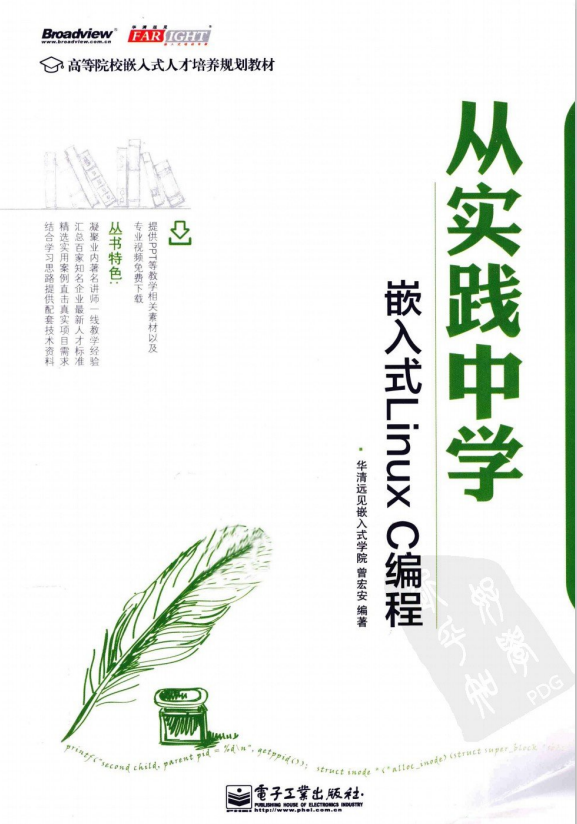 Broadview®
www.broadview.com.cn
华清远见
FARSIGHT
高等院校嵌入式人才培养规划教材
从实践中学
嵌入式Linux C编程
·华清远见嵌入式学院 曾宏安 编著
提供PPT等教学相关素材以及
专业视频免费下载
丛书特色:
凝聚业内著名讲师一线教学经验
汇总百家知名企业最新人才标准
精选实用案例直击真实项目需求
结合学习思路提供配套技术资料
printf("second child, parent pid = %d\n", getppid()); struct inode *(*alloc_inode)(struct super_block
PDG
電子工業出版社·
PUBLISHING HOUSE OF ELECTRONICS INDUSTRY
http://www.phei.com.cn